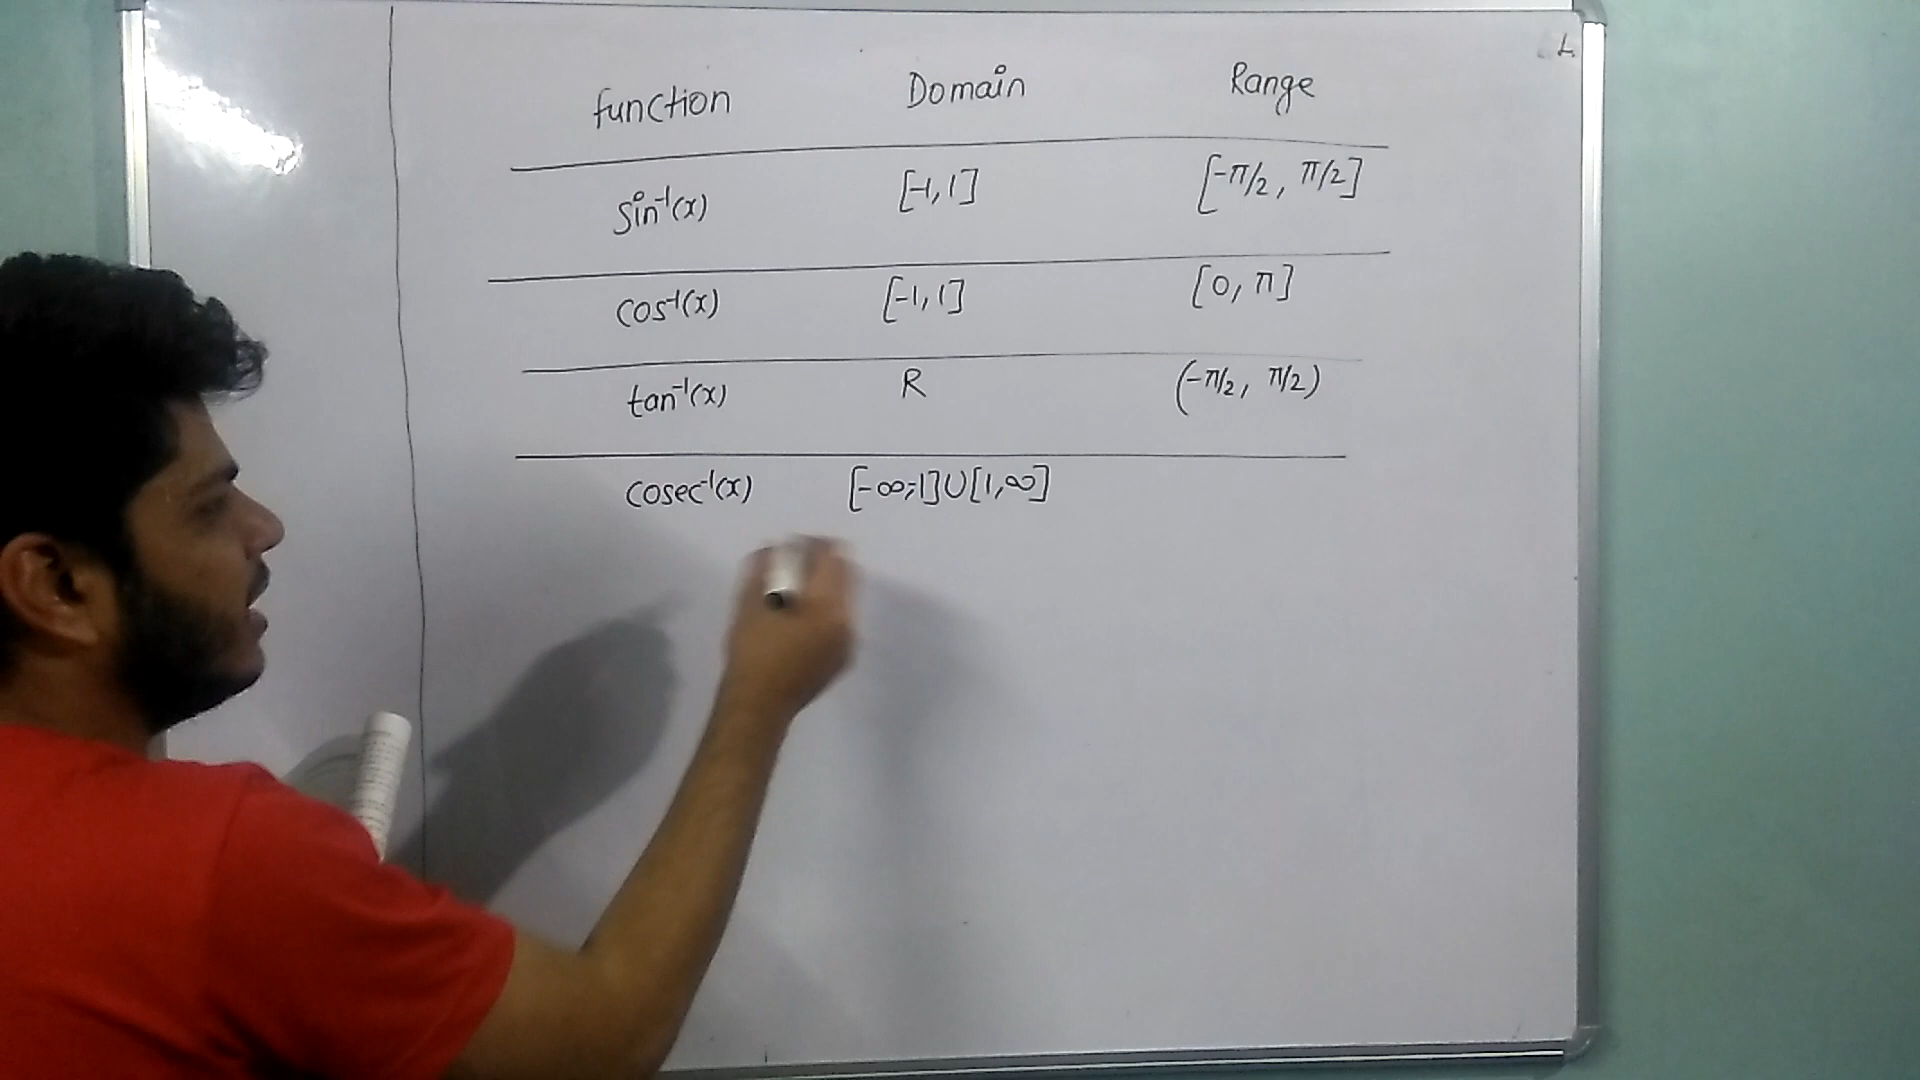 function Domain Range
sin⁻¹(x) [-1, 1] [-π/2, π/2]
cos⁻¹(x) [-1, 1] [0, π]
tan⁻¹(x) R (-π/2, π/2)
cosec⁻¹(x) [-∞,-1]∪[1,∞]